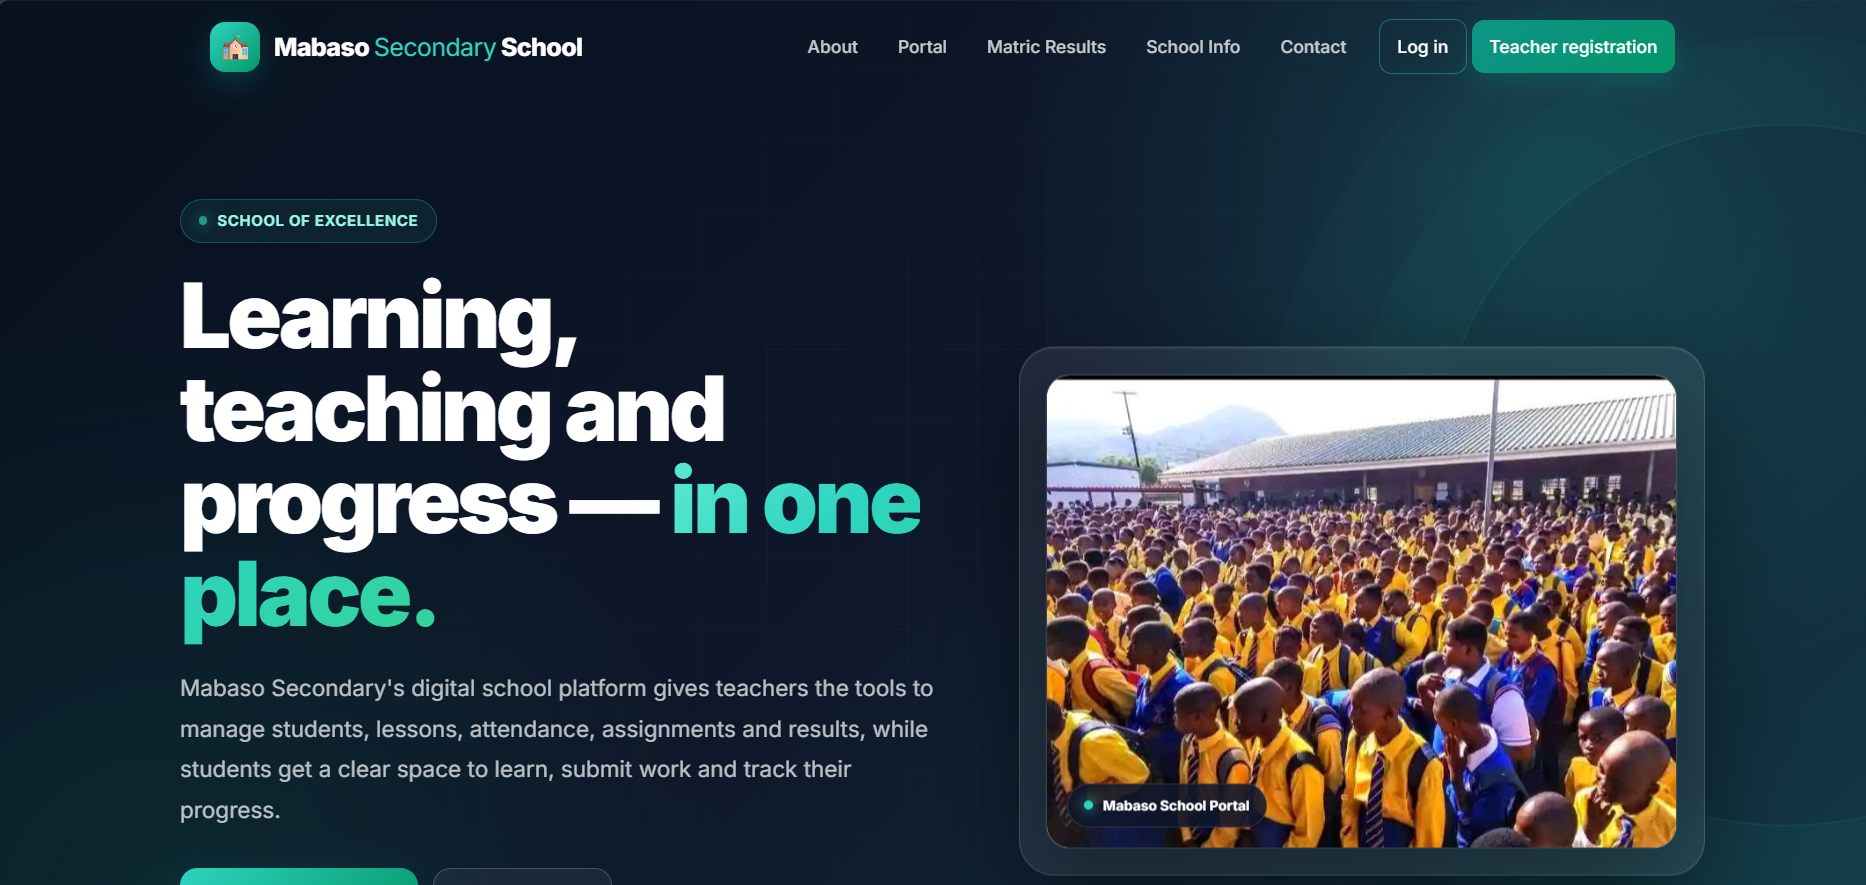 Mabaso Secondary School
About
Portal
Matric Results
School Info
Contact
Log in
Teacher registration
SCHOOL OF EXCELLENCE
Learning,
teaching and
progress — in one
place.
Mabaso Secondary's digital school platform gives teachers the tools to
manage students, lessons, attendance, assignments and results, while
students get a clear space to learn, submit work and track their
progress.
Mabaso School Portal